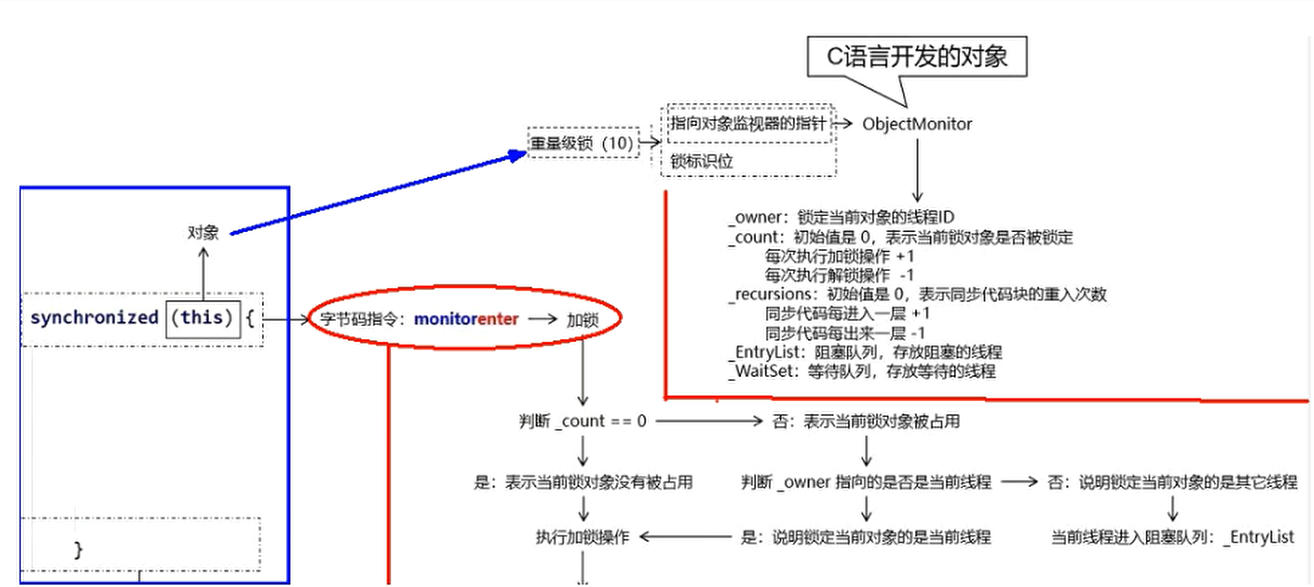 C语言开发的对象
指向对象监视器的指针
ObjectMonitor
重量级锁（10）
锁标识位
_owner：锁定当前对象的线程ID
_count：初始值是 0，表示当前锁对象是否被锁定
每次执行加锁操作 +1
每次执行解锁操作 -1
_recursions：初始值是 0，表示同步代码块的重入次数
同步代码每进入一层 +1
同步代码每出来一层 -1
_EntryList：阻塞队列，存放阻塞的线程
_WaitSet：等待队列，存放等待的线程
对象
synchronized (this) {
字节码指令：monitorenter
加锁
判断 _count == 0
否：表示当前锁对象被占用
是：表示当前锁对象没有被占用
判断 _owner 指向的是否是当前线程
否：说明锁定当前对象的是其它线程
执行加锁操作
是：说明锁定当前对象的是当前线程
当前线程进入阻塞队列：_EntryList
}